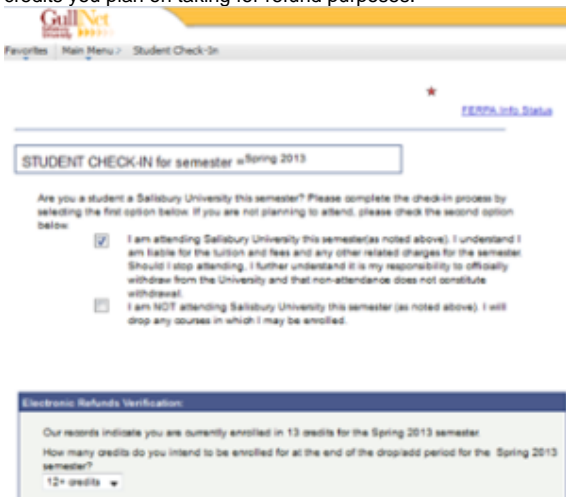 credits you plan on taking for refund purposes.
GullNet
Salisbury
University
Favorites | Main Menu > Student Check-In
FERPA Info Status
STUDENT CHECK-IN for semester = Spring 2013
Are you a student a Salisbury University this semester? Please complete the check-in process by
selecting the first option below. If you are not planning to attend, please check the second option
below
I am attending Salisbury University this semester(as noted above). I understand I
am liable for the tuition and fees and any other related charges for the semester.
Should I stop attending, I further understand it is my responsibility to officially
withdraw from the University and that non-attendance does not constitute
withdrawal.
I am NOT attending Salisbury University this semester (as noted above). I will
drop any courses in which I may be enrolled.
Electronic Refunds Verification:
Our records indicate you are currently enrolled in 13 credits for the Spring 2013 semester.
How many credits do you intend to be enrolled for at the end of the drop/add period for the Spring 2013
semester?
12+ credits